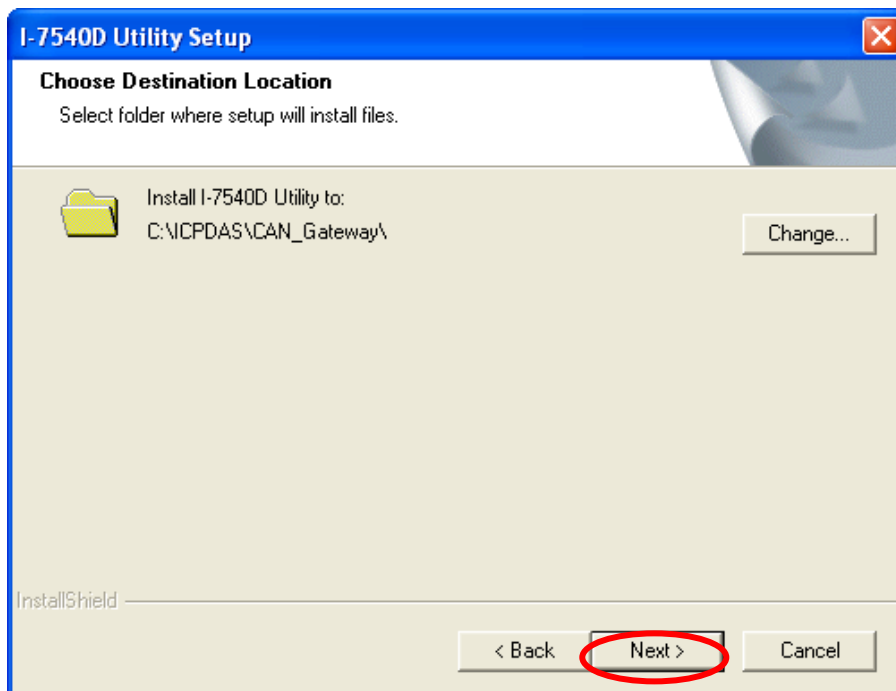 I-7540D Utility Setup
Choose Destination Location
Select folder where setup will install files.
Install I-7540D Utility to:
C:\ICPDAS\CAN_Gateway\
Change...
InstallShield
< Back Next > Cancel